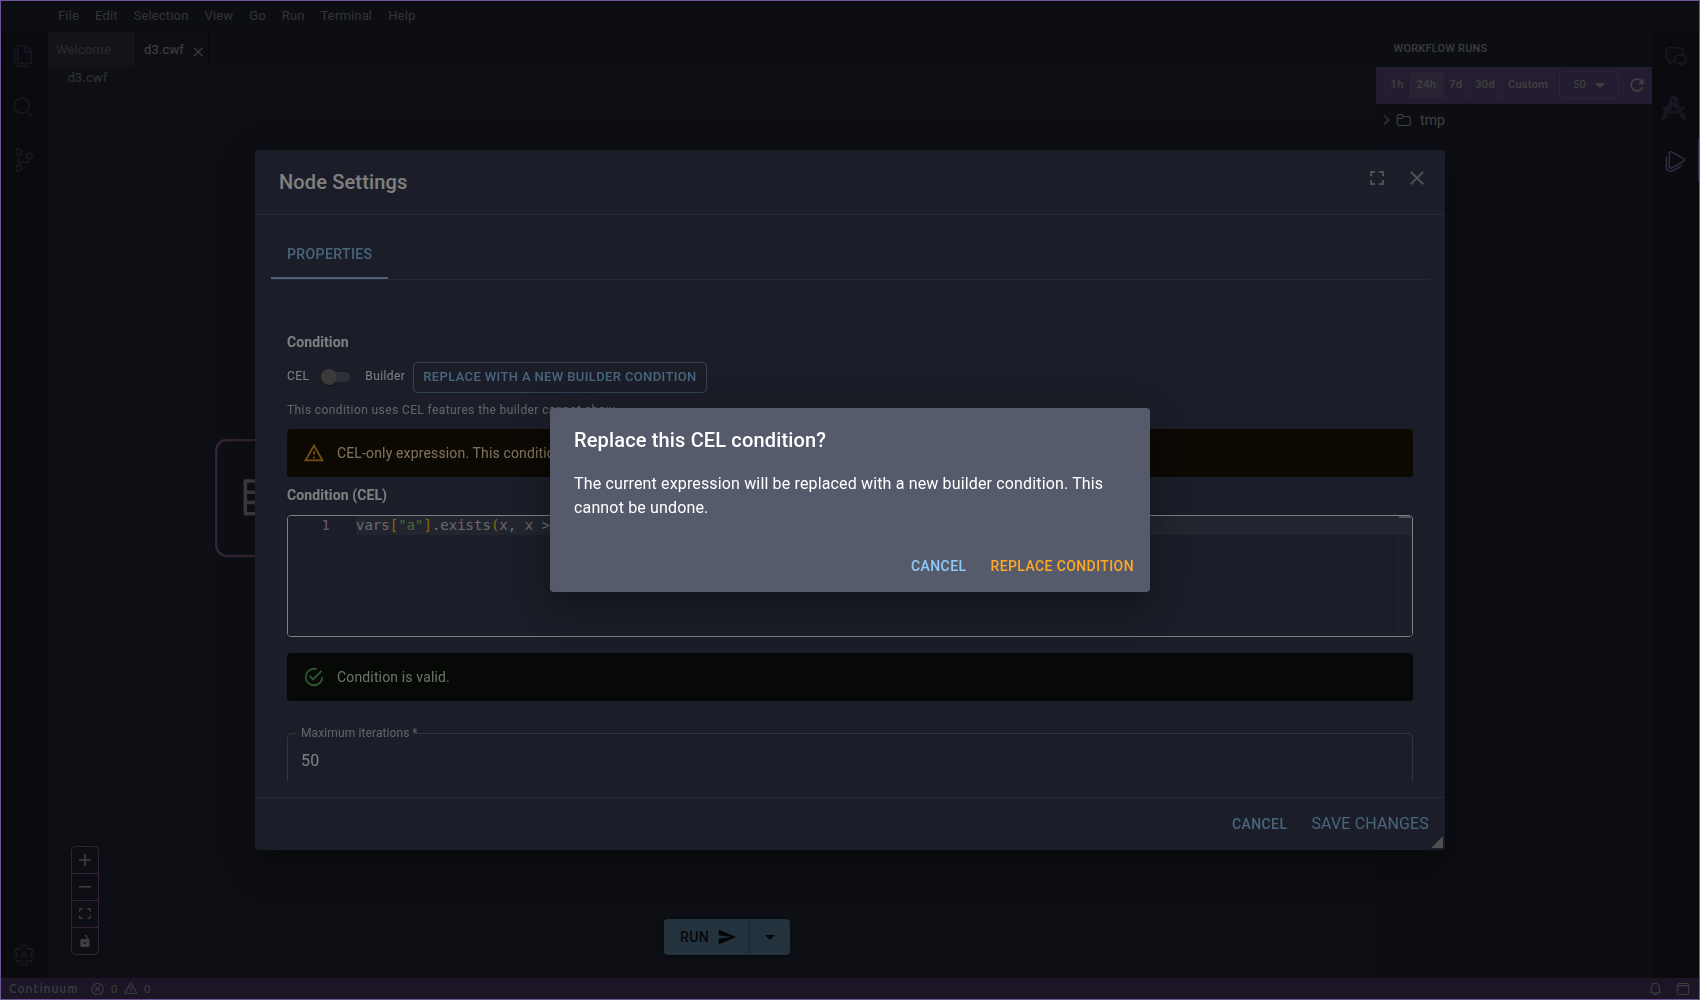 File Edit Selection View Go Run Terminal Help
Welcome d3.cwf
d3.cwf
WORKFLOW RUNS
1h 24h 7d 30d Custom 50
tmp
Node Settings
PROPERTIES
Condition
CEL Builder REPLACE WITH A NEW BUILDER CONDITION
This condition uses CEL features the builder cannot show.
CEL-only expression. This conditio
Condition (CEL)
1 vars["a"].exists(x, x >
Replace this CEL condition?
The current expression will be replaced with a new builder condition. This
cannot be undone.
CANCEL REPLACE CONDITION
Condition is valid.
Maximum iterations *
50
CANCEL SAVE CHANGES
RUN
Continuum 0 0